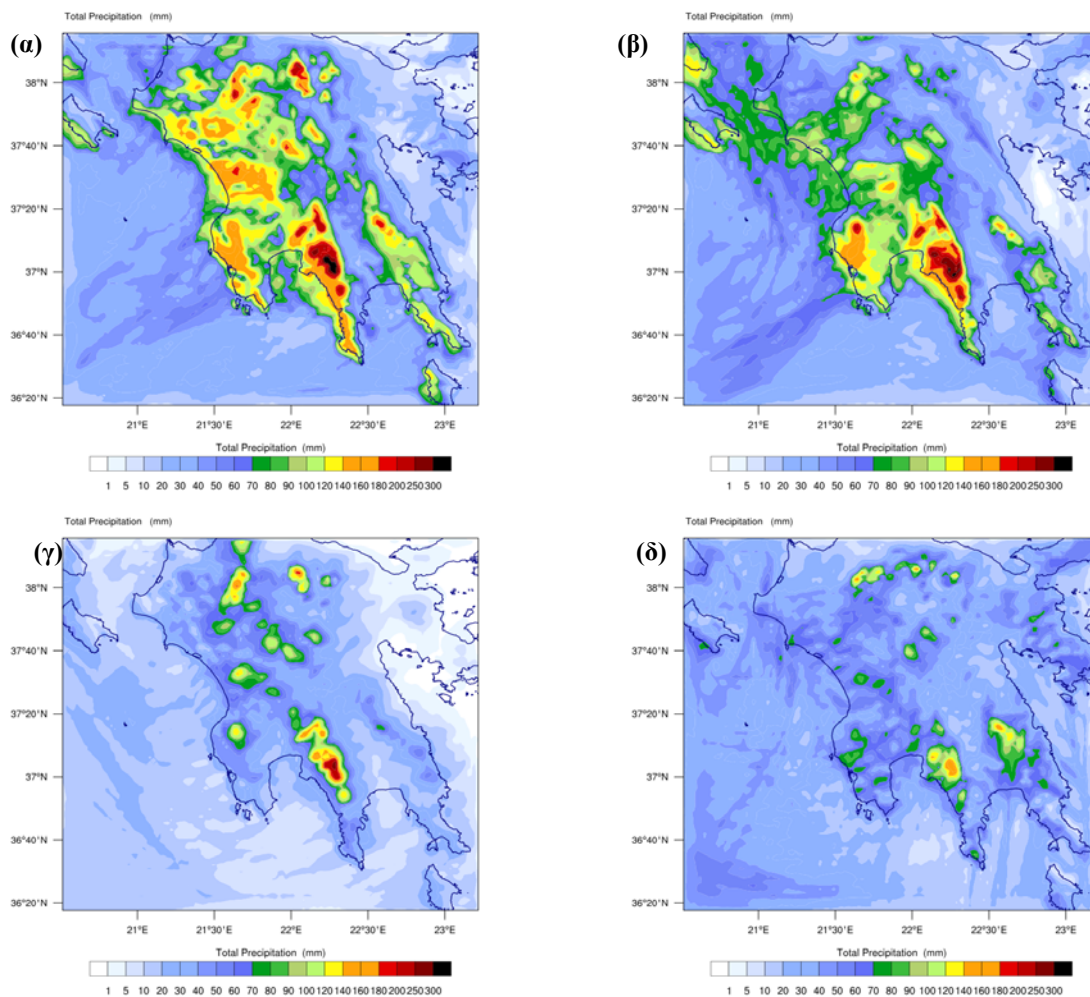 Total Precipitation (mm)
(α)
38°N
37°40'N
37°20'N
37°N
36°40'N
36°20'N
21°E 21°30'E 22°E 22°30'E 23°E
Total Precipitation (mm)
1 5 10 20 30 40 50 60 70 80 90 100 120 140 160 180 200 250 300
Total Precipitation (mm)
(β)
38°N
37°40'N
37°20'N
37°N
36°40'N
36°20'N
21°E 21°30'E 22°E 22°30'E 23°E
Total Precipitation (mm)
1 5 10 20 30 40 50 60 70 80 90 100 120 140 160 180 200 250 300
Total Precipitation (mm)
(γ)
38°N
37°40'N
37°20'N
37°N
36°40'N
36°20'N
21°E 21°30'E 22°E 22°30'E 23°E
Total Precipitation (mm)
1 5 10 20 30 40 50 60 70 80 90 100 120 140 160 180 200 250 300
Total Precipitation (mm)
(δ)
38°N
37°40'N
37°20'N
37°N
36°40'N
36°20'N
21°E 21°30'E 22°E 22°30'E 23°E
Total Precipitation (mm)
1 5 10 20 30 40 50 60 70 80 90 100 120 140 160 180 200 250 300